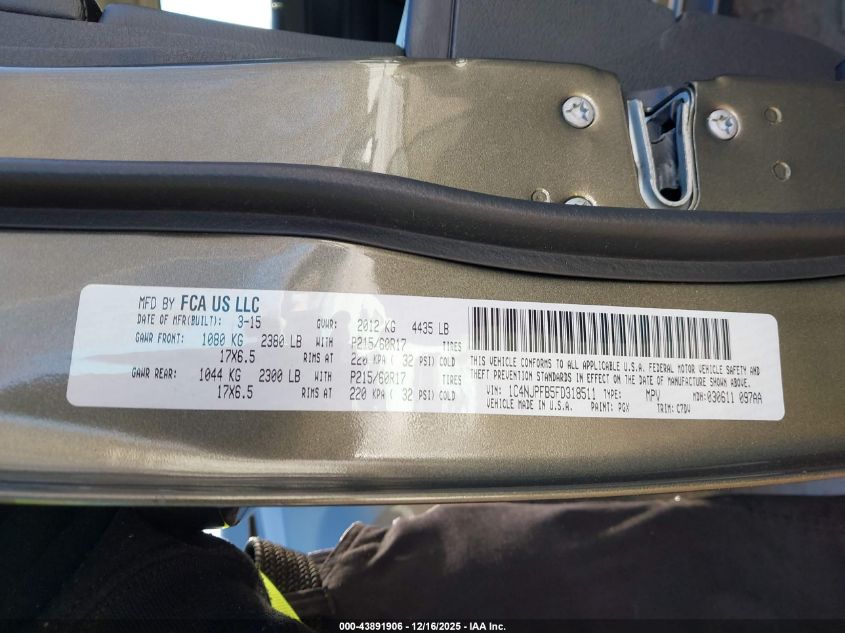 MFD BY FCA US LLC
DATE OF MFR(BUILT): 3-15 GVWR: 2012 KG 4435 LB
GAWR FRONT: 1080 KG 2380 LB WITH P215/60R17 TIRES
17X6.5 RIMS AT 220 KPA ( 32 PSI) COLD
GAWR REAR: 1044 KG 2300 LB WITH P215/60R17 TIRES
17X6.5 RIMS AT 220 KPA ( 32 PSI) COLD
THIS VEHICLE CONFORMS TO ALL APPLICABLE U.S.A. FEDERAL MOTOR VEHICLE SAFETY AND
THEFT PREVENTION STANDARDS IN EFFECT ON THE DATE OF MANUFACTURE SHOWN ABOVE.
VIN: 1C4NJPFB5FD318511 TYPE: MPV MDH: 030611 097AA
VEHICLE MADE IN U.S.A. PAINT: PGX TRIM: C7DV
000-43891906 - 12/16/2025 - IAA Inc.